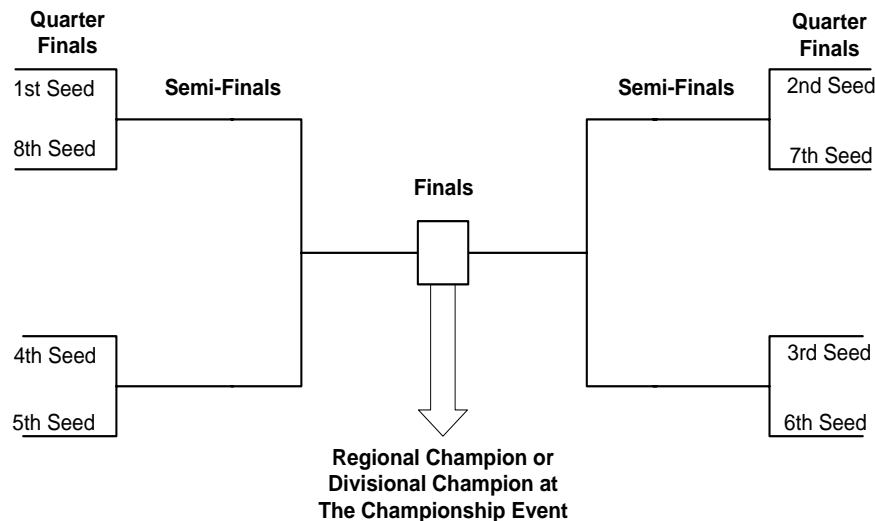 Quarter
Finals
1st Seed
Semi-Finals
8th Seed
4th Seed
5th Seed
Finals
Quarter
Finals
Semi-Finals
2nd Seed
7th Seed
3rd Seed
6th Seed
Regional Champion or
Divisional Champion at
The Championship Event